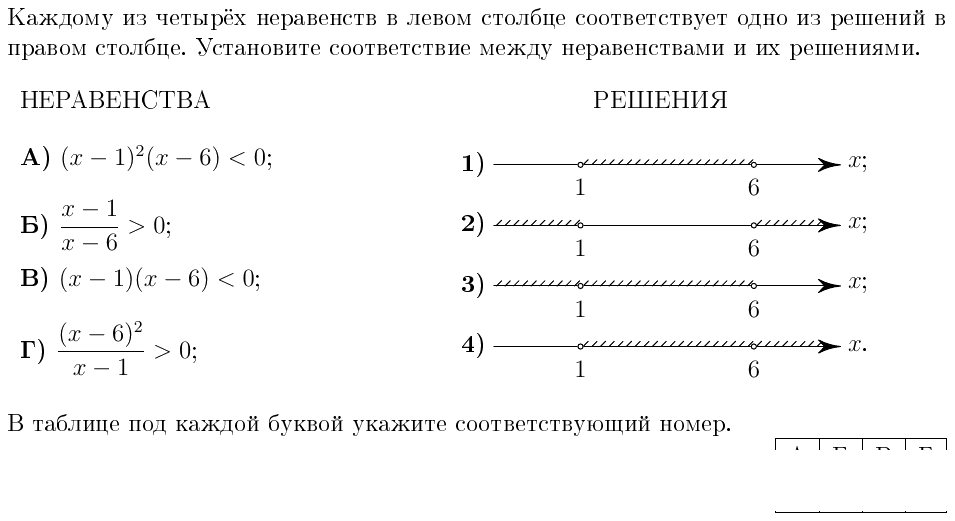 Каждому из четырёх неравенств в левом столбце соответствует одно из решений в
правом столбце. Установите соответствие между неравенствами и их решениями.
НЕРАВЕНСТВА
РЕШЕНИЯ
А) (x − 1)²(x − 6) < 0;
Б) (x − 1)/(x − 6) > 0;
В) (x − 1)(x − 6) < 0;
Г) (x − 6)²/(x − 1) > 0;
1) x;
1 6
2) x;
1 6
3) x;
1 6
4) x.
1 6
В таблице под каждой буквой укажите соответствующий номер.